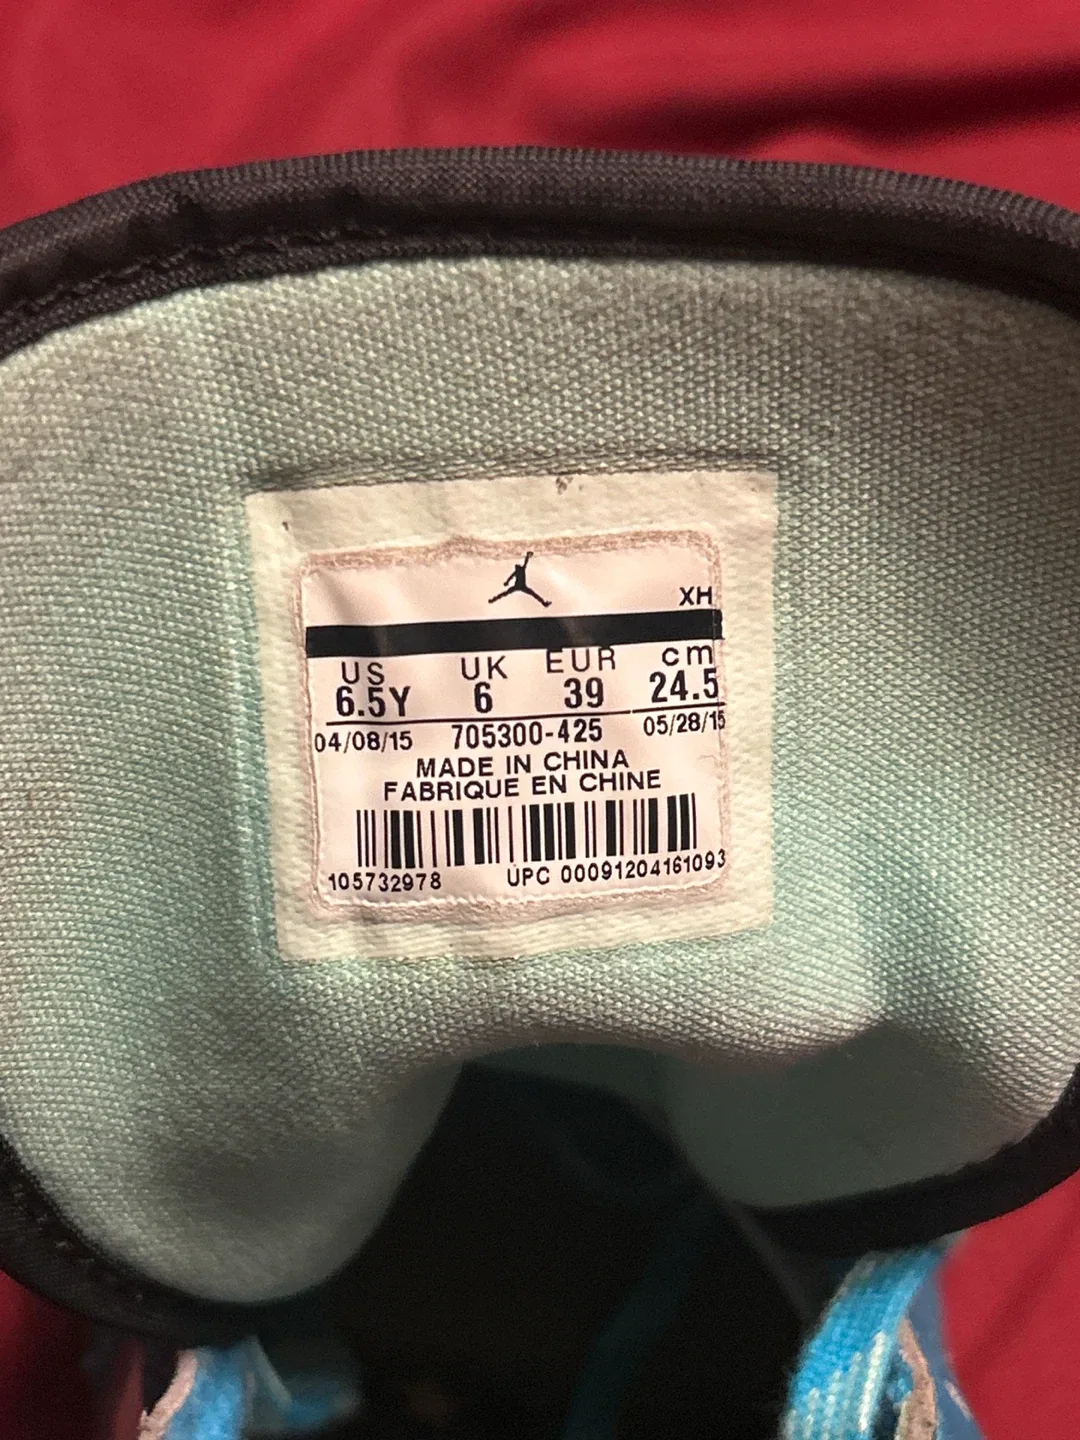 XH
US UK EUR cm
6.5Y 6 39 24.5
04/08/15 705300-425 05/28/15
MADE IN CHINA
FABRIQUE EN CHINE
105732978 UPC 00091204161093